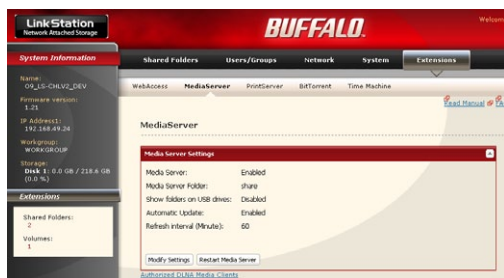 LinkStation
Network Attached Storage
BUFFALO
Welcom
System Information
Shared Folders Users/Groups Network System Extensions
Name:
09_LS-CHLV2_DEV
WebAccess MediaServer PrintServer BitTorrent Time Machine
Firmware version:
1.21
Read Manual
IP Address1:
192.168.49.24
MediaServer
Workgroup:
WORKGROUP
Storage:
Disk 1: 0.0 GB / 218.6 GB
(0.0 %)
Media Server Settings
Media Server: Enabled
Media Server Folder: share
Show folders on USB drives: Disabled
Automatic Update: Enabled
Refresh interval (Minute): 60
Extensions
Shared Folders:
2
Volumes:
1
Modify Settings Restart Media Server
Authorized DLNA Media Clients